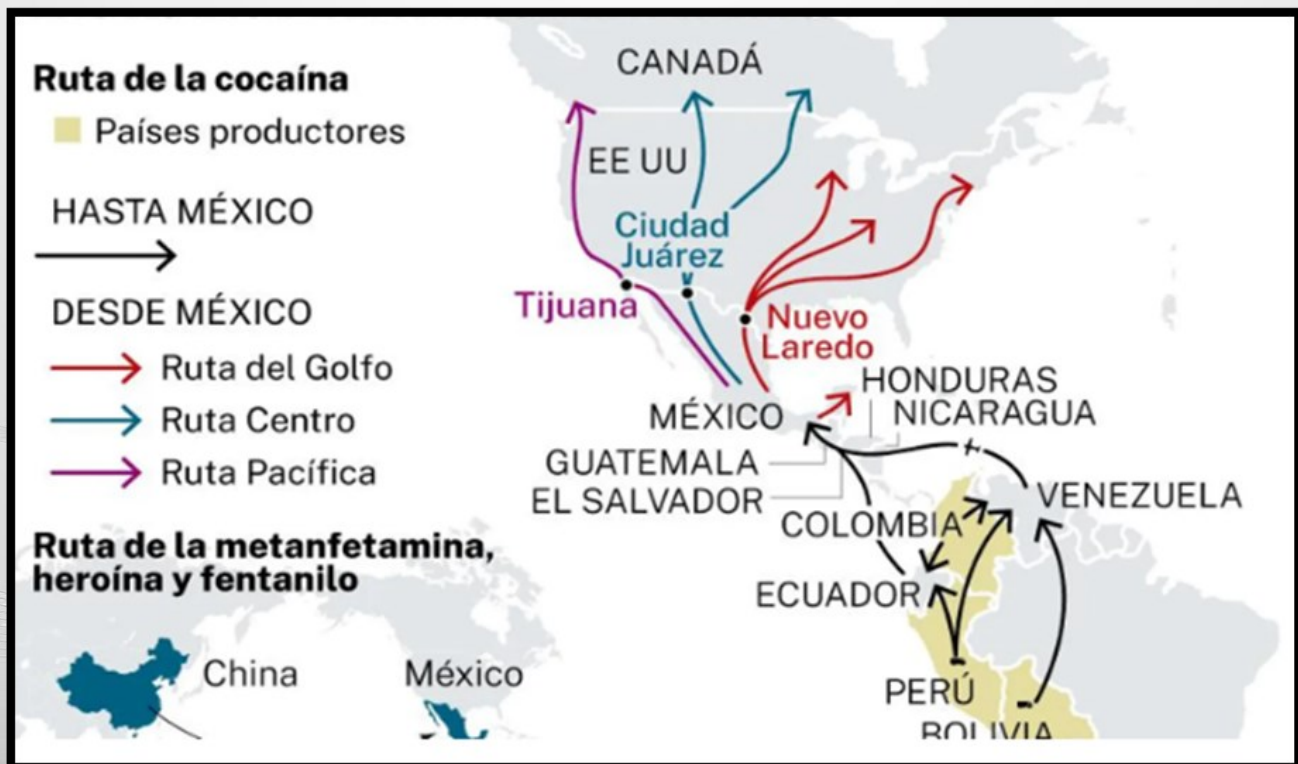 Ruta de la cocaína
Países productores
HASTA MÉXICO
DESDE MÉXICO
Ruta del Golfo
Ruta Centro
Ruta Pacífica
Ruta de la metanfetamina,
heroína y fentanilo
China
México
CANADÁ
EE UU
Ciudad
Juárez
Tijuana
Nuevo
Laredo
HONDURAS
NICARAGUA
MÉXICO
GUATEMALA
EL SALVADOR
VENEZUELA
COLOMBIA
ECUADOR
PERÚ
BOLIVIA